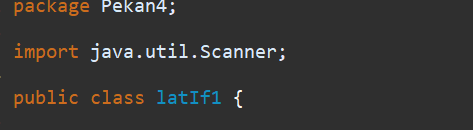 package Pekan4;
import java.util.Scanner;
public class latIf1 {